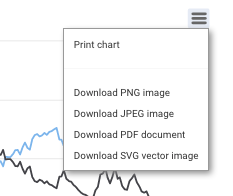 Print chart
Download PNG image
Download JPEG image
Download PDF document
Download SVG vector image